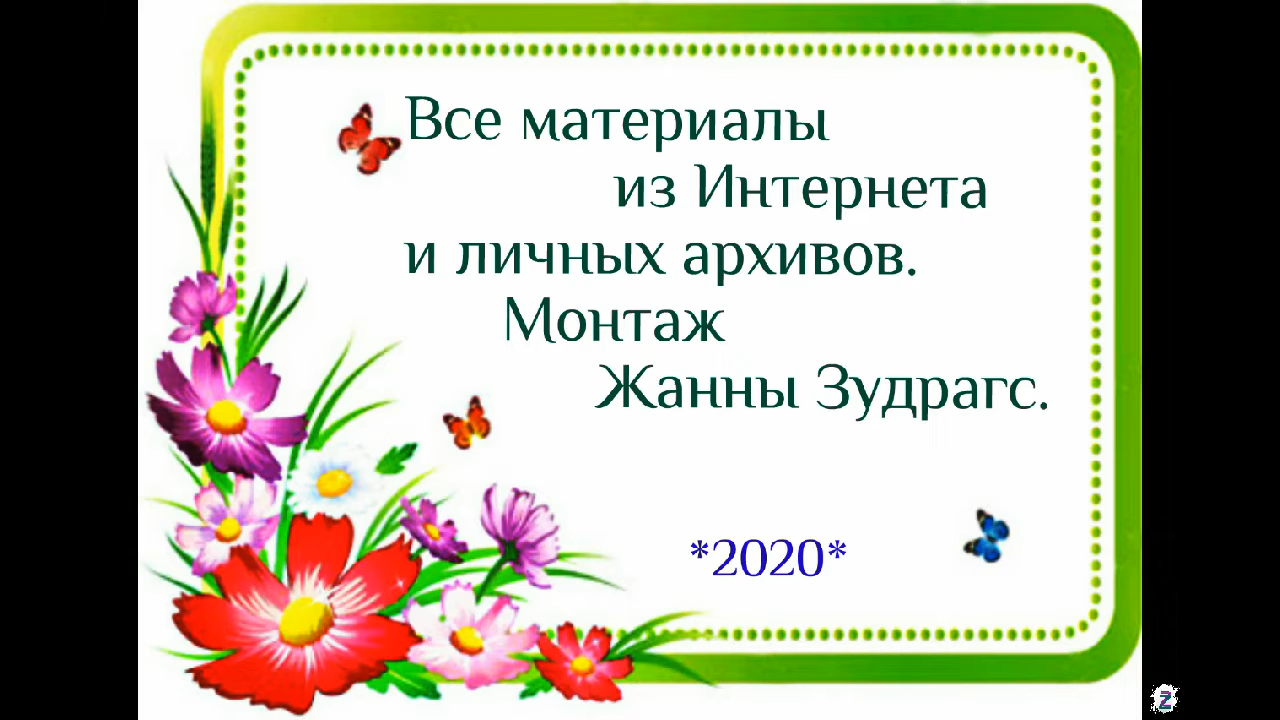 Все материалы
из Интернета
и личных архивов.
Монтаж
Жанны Зудрагс.
*2020*
Z